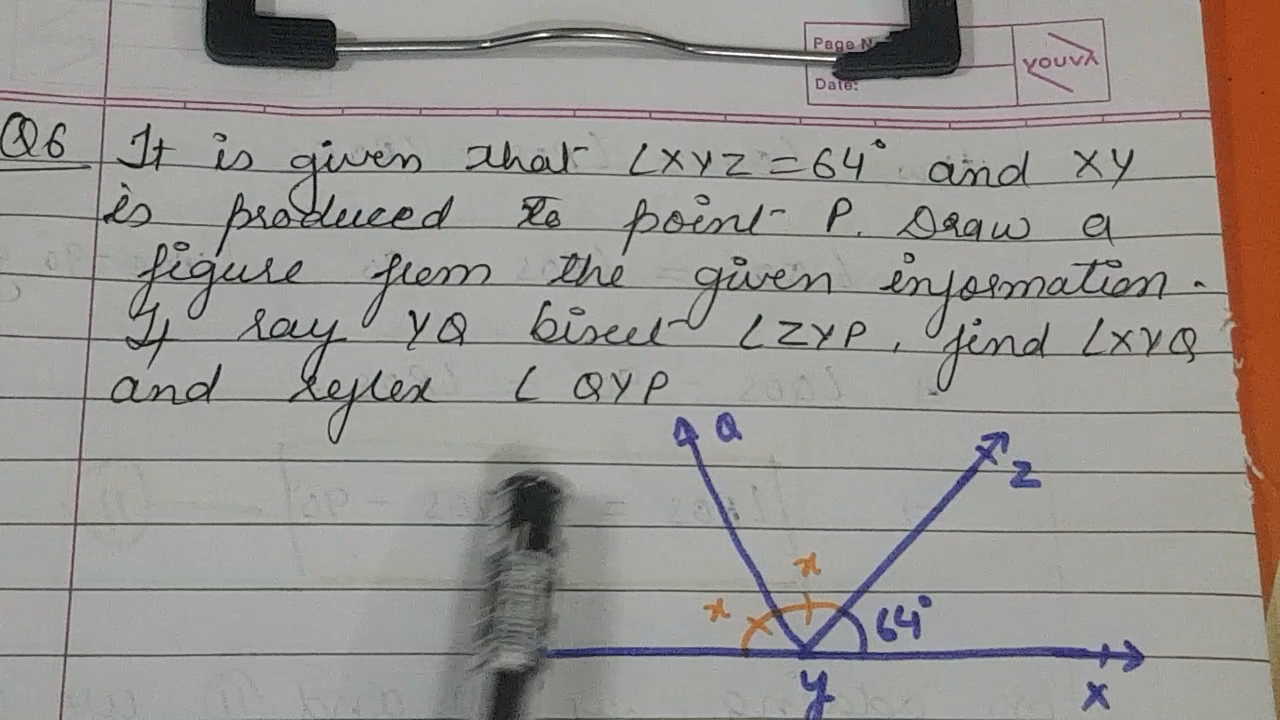 Page N
Date:
YOUVA
Q6 It is given that ∠XYZ = 64° and XY
is produced to point P. Draw a
figure from the given information.
If ray YQ bisect ∠ZYP, find ∠XYQ
and reflex ∠QYP
Q
Z
x
x
64°
Y
X